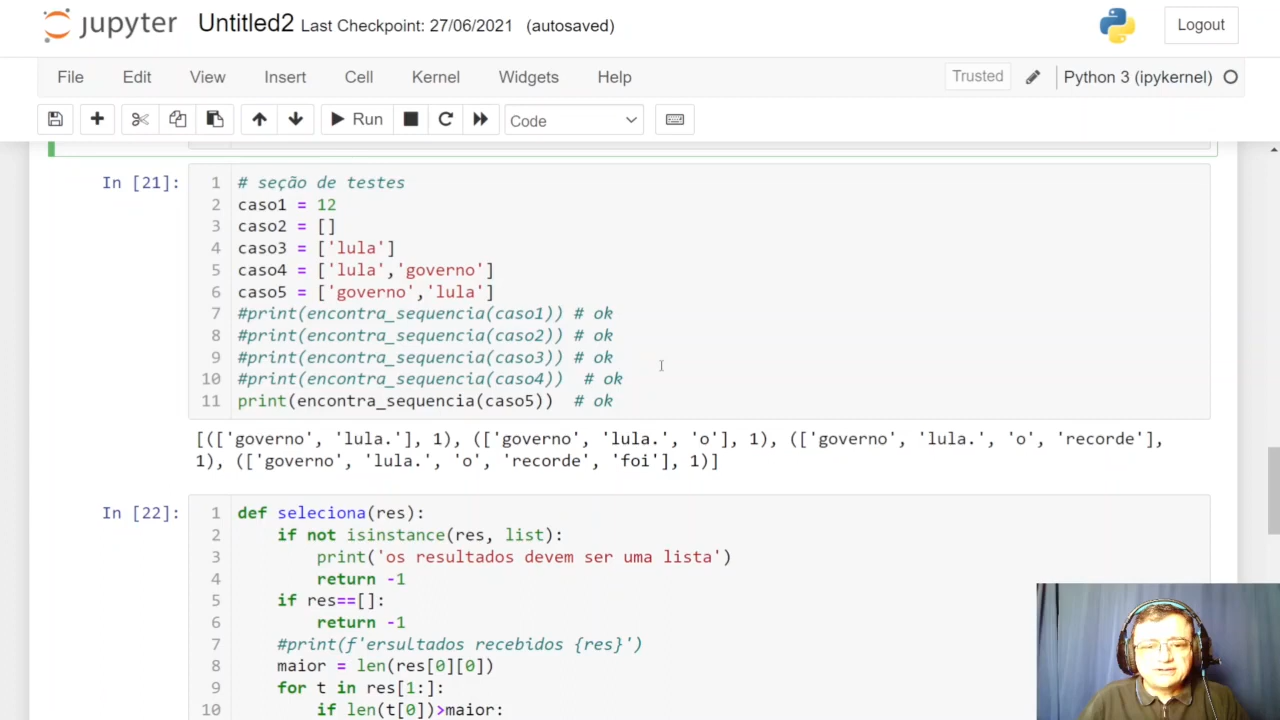 jupyter Untitled2 Last Checkpoint: 27/06/2021 (autosaved) Logout
File Edit View Insert Cell Kernel Widgets Help Trusted Python 3 (ipykernel)
Run Code
In [21]:
1 # seção de testes
2 caso1 = 12
3 caso2 = []
4 caso3 = ['lula']
5 caso4 = ['lula','governo']
6 caso5 = ['governo','lula']
7 #print(encontra_sequencia(caso1)) # ok
8 #print(encontra_sequencia(caso2)) # ok
9 #print(encontra_sequencia(caso3)) # ok
10 #print(encontra_sequencia(caso4))  # ok
11 print(encontra_sequencia(caso5))  # ok
[(['governo', 'lula.'], 1), (['governo', 'lula.', 'o'], 1), (['governo', 'lula.', 'o', 'recorde'],
1), (['governo', 'lula.', 'o', 'recorde', 'foi'], 1)]
In [22]:
1 def seleciona(res):
2     if not isinstance(res, list):
3         print('os resultados devem ser uma lista')
4         return -1
5     if res==[]:
6         return -1
7     #print(f'ersultados recebidos {res}')
8     maior = len(res[0][0])
9     for t in res[1:]:
10         if len(t[0])>maior: